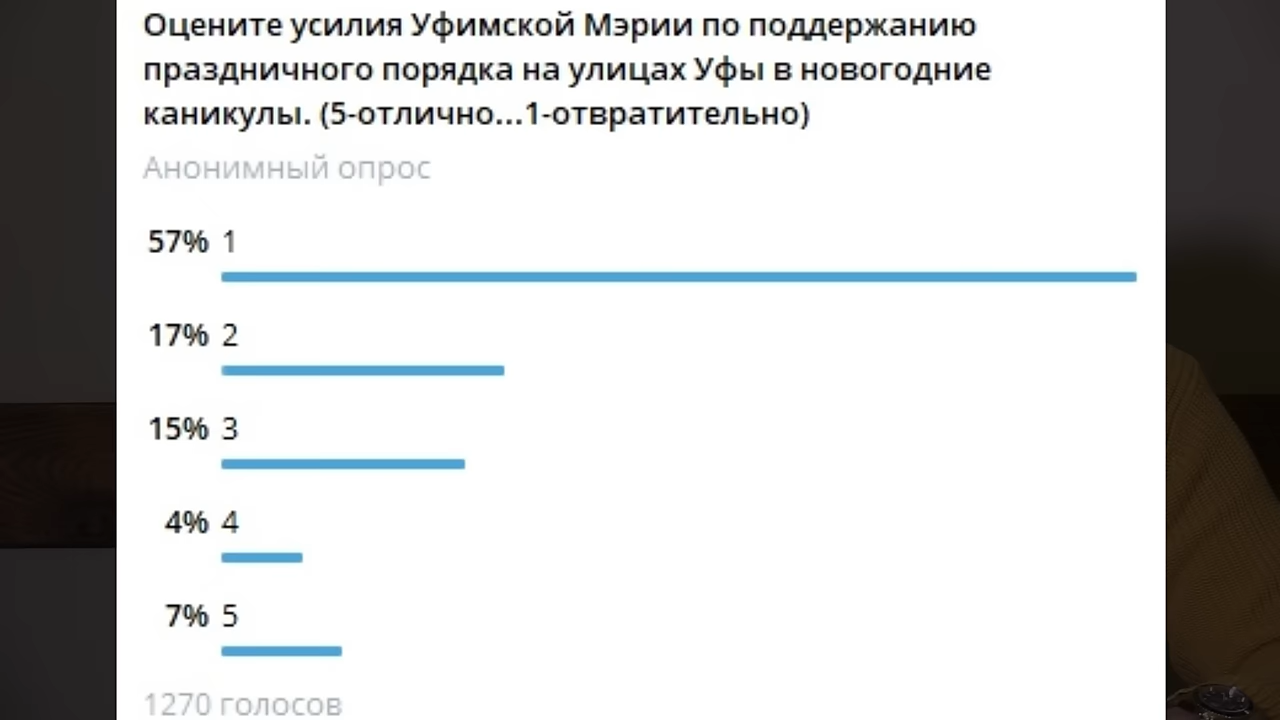 Оцените усилия Уфимской Мэрии по поддержанию
праздничного порядка на улицах Уфы в новогодние
каникулы. (5-отлично...1-отвратительно)
Анонимный опрос
57% 1
17% 2
15% 3
4% 4
7% 5
1270 голосов